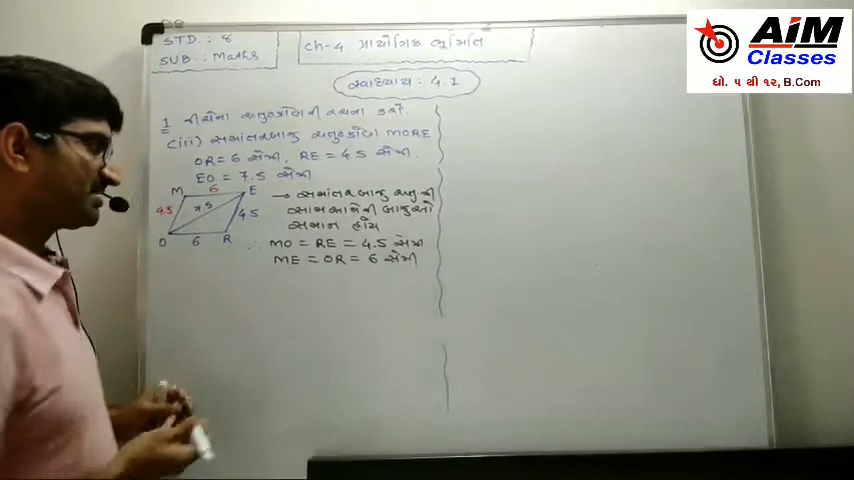 STD. : 8
SUB. : Maths
Ch-4 પ્રાયોગિક ભૂમિતિ
AiM
Classes
ધો. ૫ થી ૧૨, B.Com
સ્વાધ્યાય : 4.1
1 નીચેના ચતુષ્કોણની રચના કરો.
(iii) સમાંતરબાજુ ચતુષ્કોણ MORE
OR = 6 સેમી, RE = 4.5 સેમી.
EO = 7.5 સેમી
M 6 E
4.5 7.5 4.5
O 6 R
→ સમાંતરબાજુ ચતુ.ની
સામસામેની બાજુઓ
સમાન હોય
∴ MO = RE = 4.5 સેમી
ME = OR = 6 સેમી